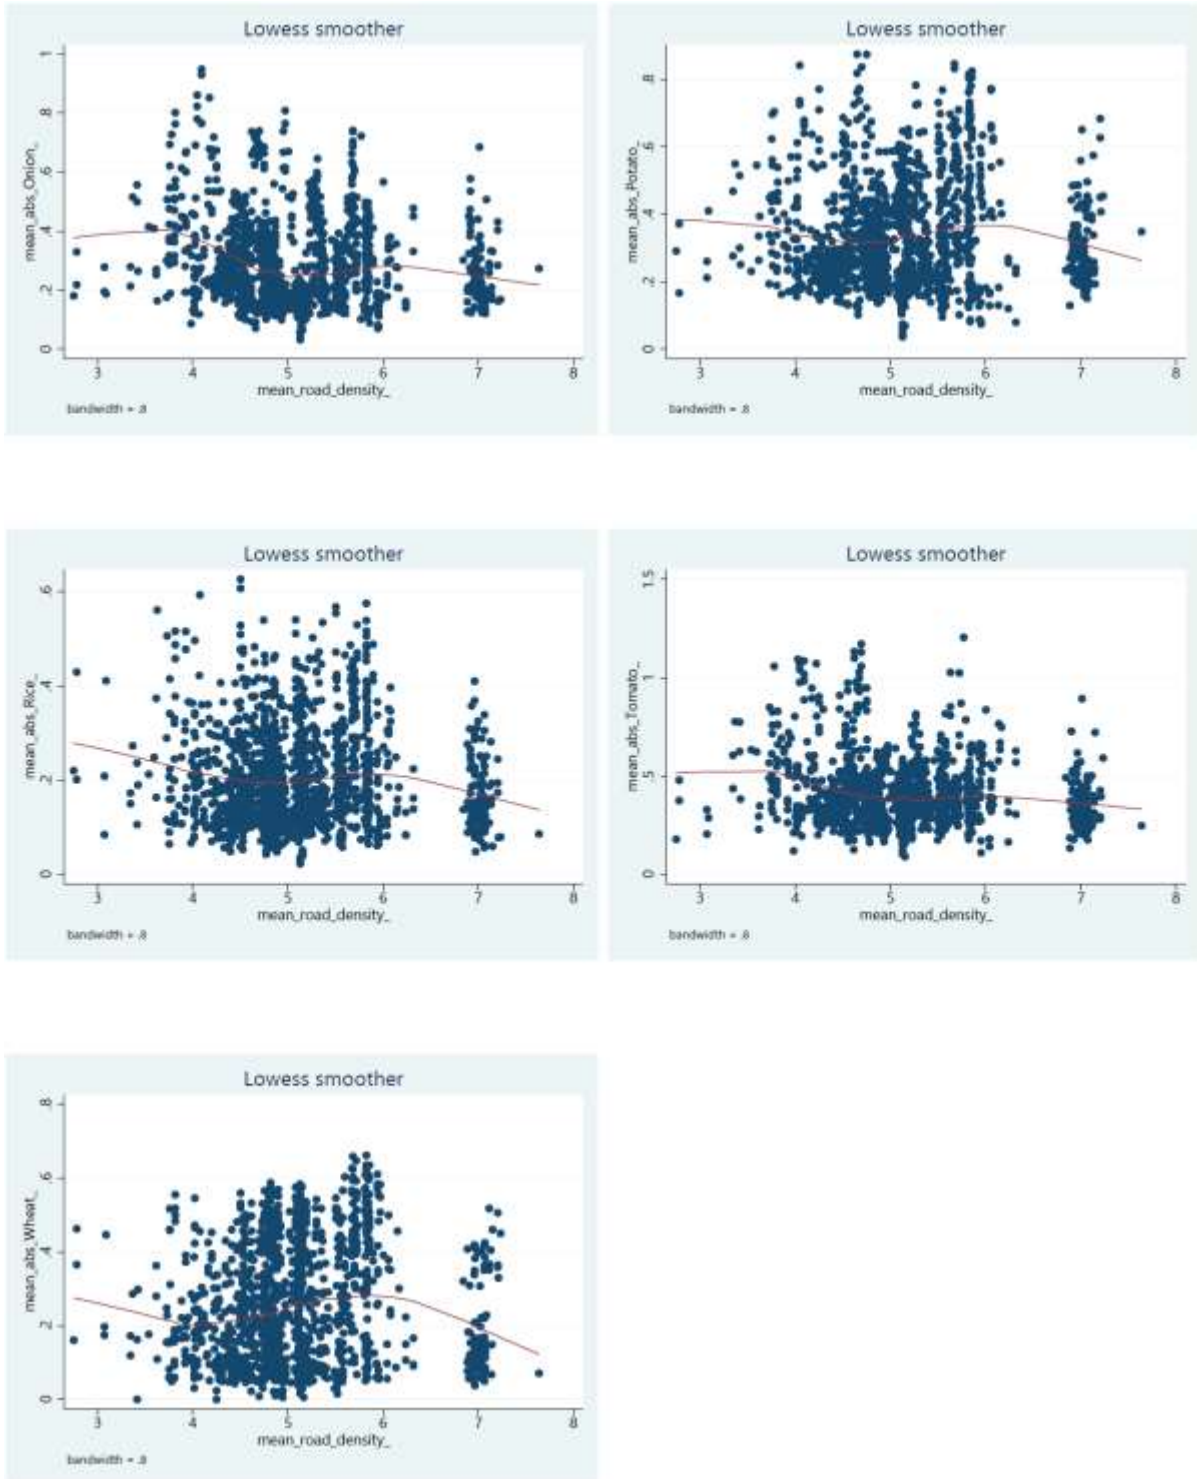 Lowess smoother
mean_abs_Onion_
1
.8
.6
.4
.2
0
3 4 5 6 7 8
mean_road_density_
bandwidth = .8
Lowess smoother
mean_abs_Potato_
.8
.6
.4
.2
0
3 4 5 6 7 8
mean_road_density_
bandwidth = .8
Lowess smoother
mean_abs_Rice_
.6
.4
.2
0
3 4 5 6 7 8
mean_road_density_
bandwidth = .8
Lowess smoother
mean_abs_Tomato_
1.5
1
.5
0
3 4 5 6 7 8
mean_road_density_
bandwidth = .8
Lowess smoother
mean_abs_Wheat_
.8
.6
.4
.2
0
3 4 5 6 7 8
mean_road_density_
bandwidth = .8